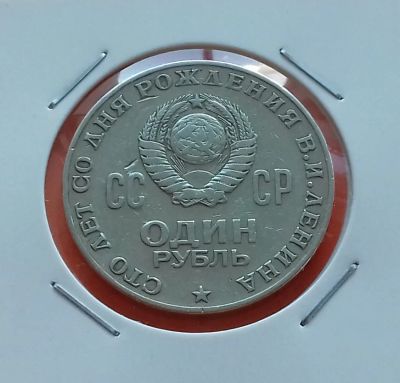 СТО ЛЕТ СО ДНЯ РОЖДЕНИЯ В.И.ЛЕНИНА
СС СР
ОДИН
РУБЛЬ